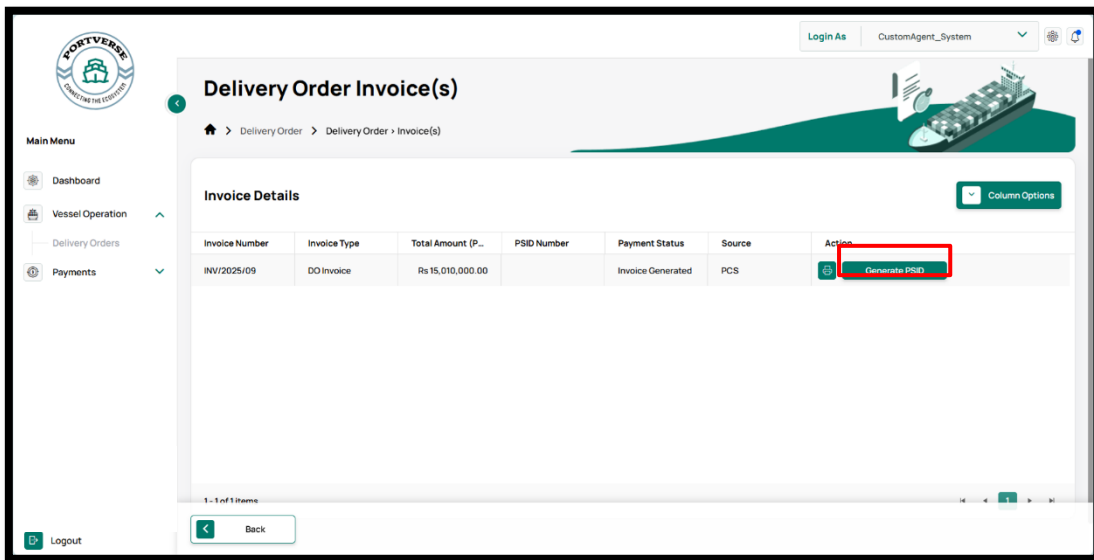 PORTVERSE
CONNECTING THE ECOSYSTEM
Login As CustomAgent_System
Delivery Order Invoice(s)
Delivery Order > Delivery Order > Invoice(s)
Main Menu
Dashboard
Vessel Operation
Delivery Orders
Payments
Invoice Details
Column Options
Invoice Number Invoice Type Total Amount (P... PSID Number Payment Status Source Action
INV/2025/09 DO Invoice Rs 15,010,000.00 Invoice Generated PCS Generate PSID
1 - 1 of 1 items
1
Back
Logout